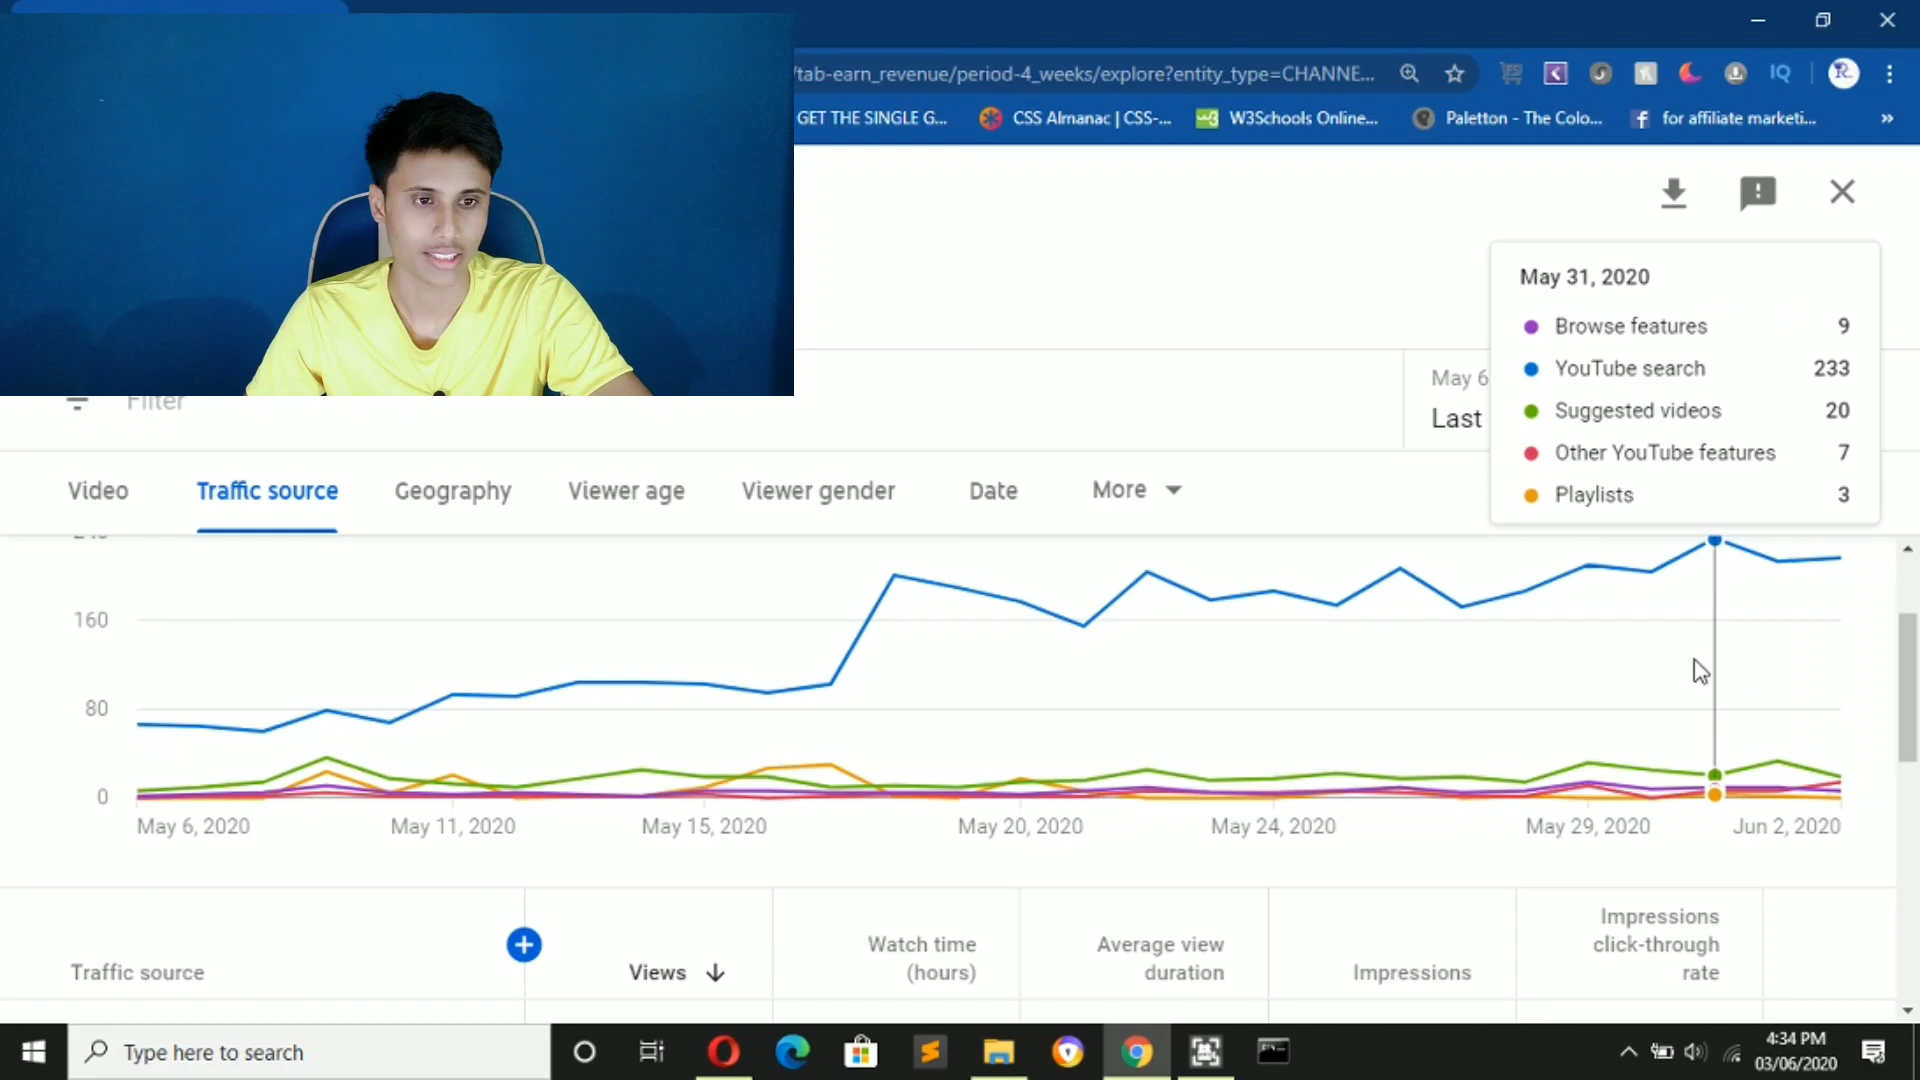 /tab-earn_revenue/period-4_weeks/explore?entity_type=CHANNE...
IQ
GET THE SINGLE G...
CSS Almanac | CSS-...
W3Schools Online...
Paletton - The Colo...
for affiliate marketi...
»
May 31, 2020
Browse features 9
YouTube search 233
Suggested videos 20
Other YouTube features 7
Playlists 3
Filter
May 6
Last
Video
Traffic source
Geography
Viewer age
Viewer gender
Date
More
160
80
0
May 6, 2020
May 11, 2020
May 15, 2020
May 20, 2020
May 24, 2020
May 29, 2020
Jun 2, 2020
Traffic source
Views
Watch time
(hours)
Average view
duration
Impressions
Impressions
click-through
rate
Type here to search
4:34 PM
03/06/2020